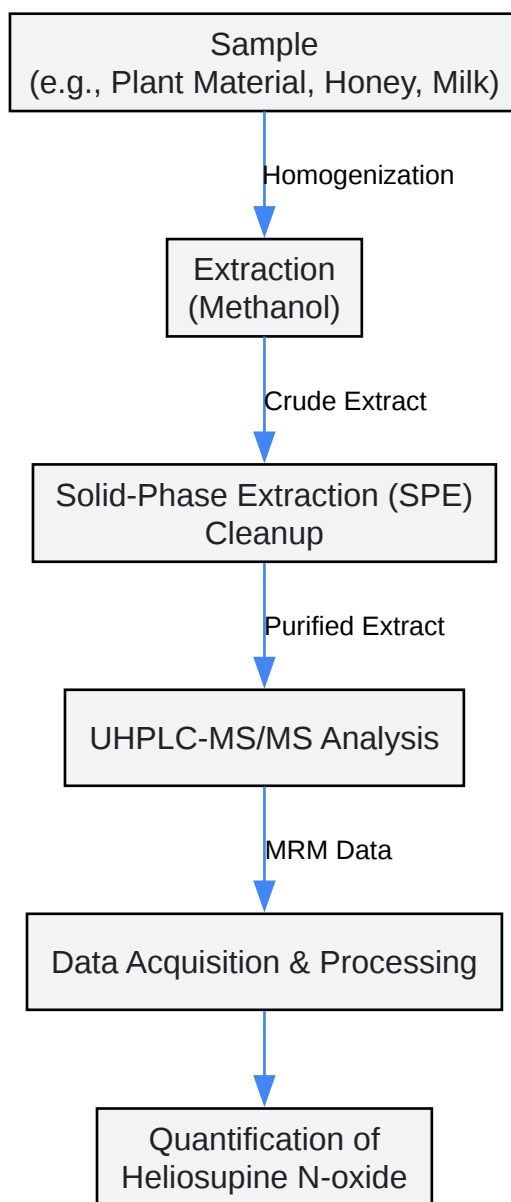 Sample
(e.g., Plant Material, Honey, Milk)
Homogenization
Extraction
(Methanol)
Crude Extract
Solid-Phase Extraction (SPE)
Cleanup
Purified Extract
UHPLC-MS/MS Analysis
MRM Data
Data Acquisition & Processing
Quantification of
Heliosupine N-oxide